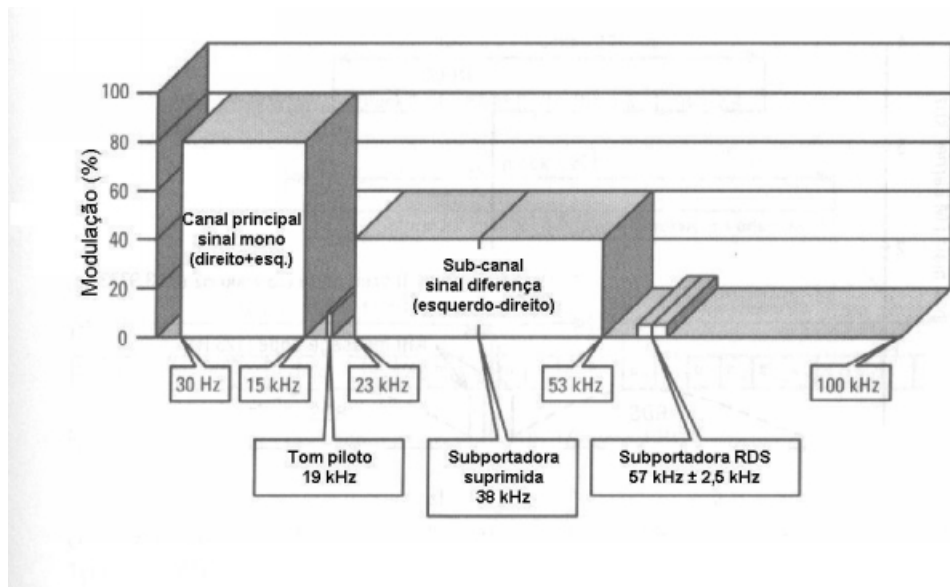 100
80
60
40
20
0
Modulação (%)
Canal principal
sinal mono
(direito+esq.)
Sub-canal
sinal diferença
(esquerdo-direito)
30 Hz
15 kHz
23 kHz
53 kHz
100 kHz
Tom piloto
19 kHz
Subportadora
suprimida
38 kHz
Subportadora RDS
57 kHz ± 2,5 kHz